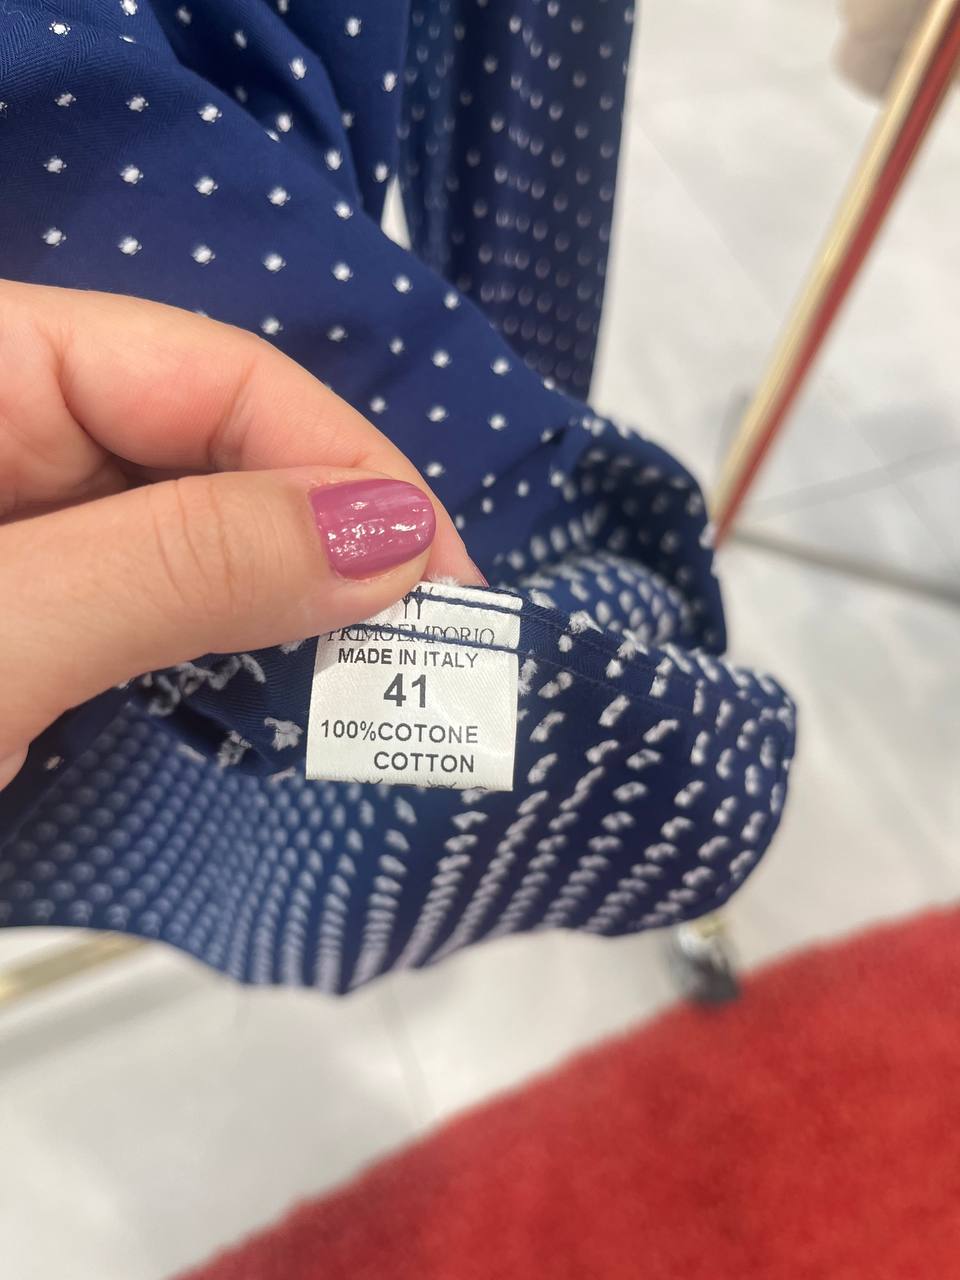 PRIMO EMPORIO
MADE IN ITALY
41
100%COTONE
COTTON